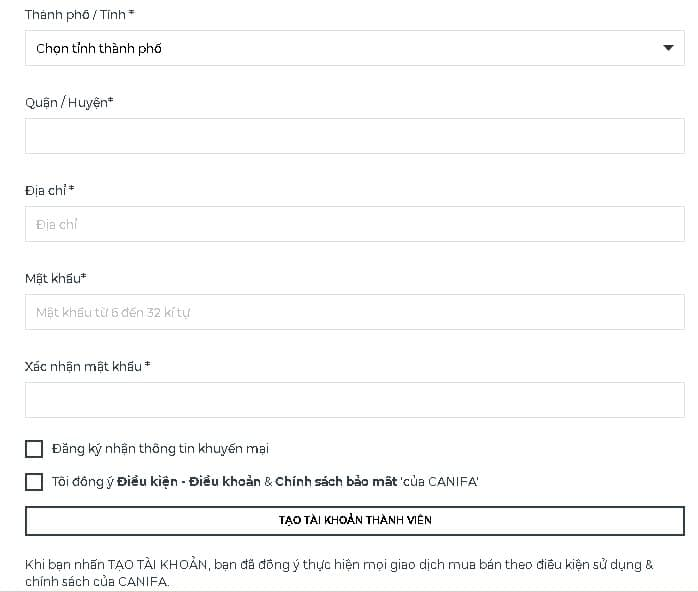 Thành phố / Tỉnh *
Chọn tỉnh thành phố
Quận / Huyện*
Địa chỉ *
Địa chỉ
Mật khẩu*
Mật khẩu từ 6 đến 32 kí tự
Xác nhận mật khẩu *
Đăng ký nhận thông tin khuyến mại
Tôi đồng ý Điều kiện - Điều khoản & Chính sách bảo mât 'của CANIFA'
TẠO TÀI KHOẢN THÀNH VIÊN
Khi bạn nhấn TẠO TÀI KHOẢN, bạn đã đồng ý thực hiện mọi giao dịch mua bán theo điều kiện sử dụng &
chính sách của CANIFA.